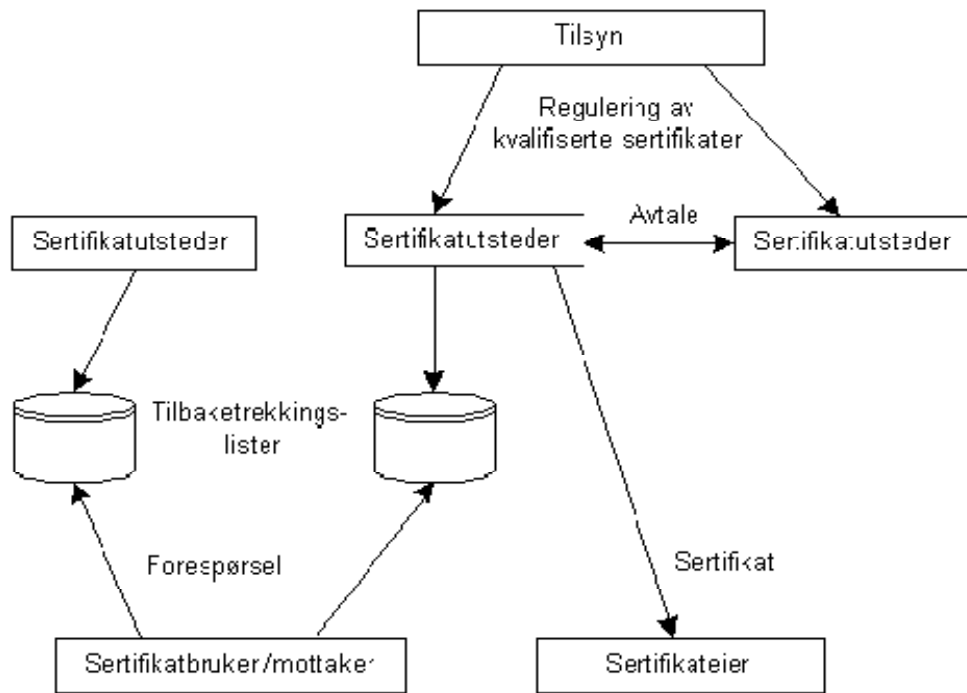 Tilsyn
Regulering av
kvalifiserte sertifikater
Avtale
Sertifikatutsteder
Sertifikatutsteder
Sertifikatutsteder
Tilbaketrekkings-
lister
Forespørsel
Sertifikat
Sertifikatbruker/mottaker
Sertifikateier